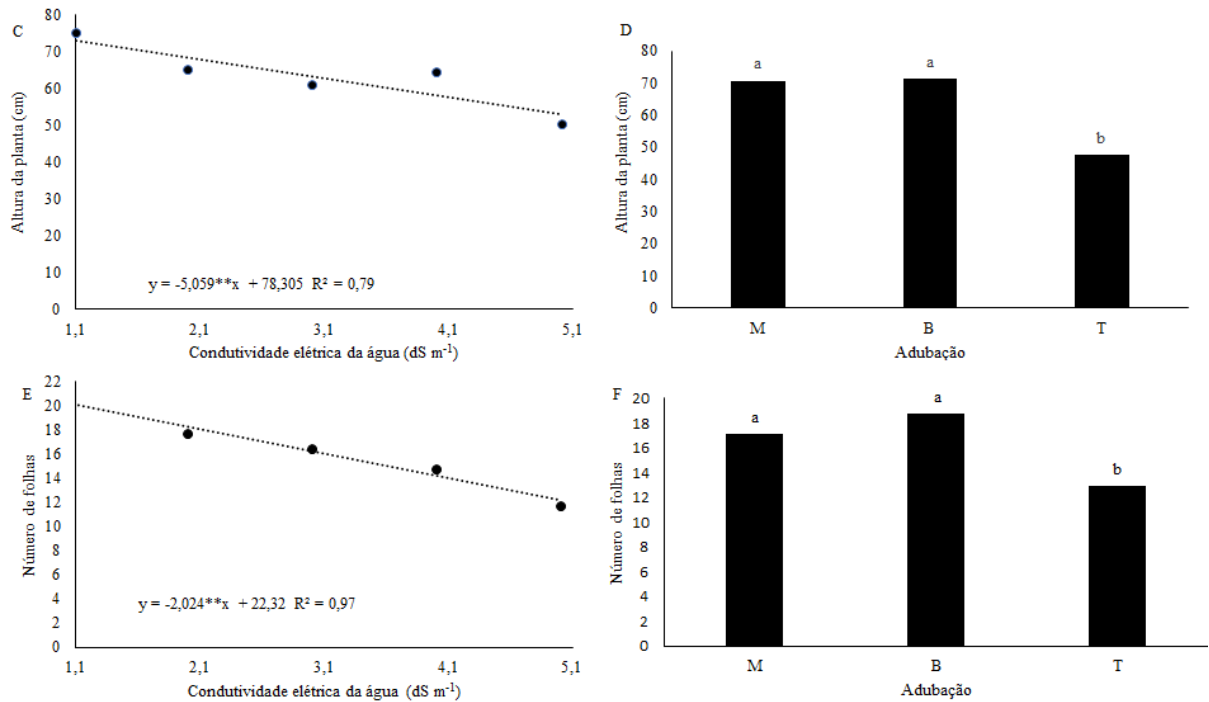 C
80
70
60
50
40
30
20
10
0
Altura da planta (cm)
y = -5,059**x + 78,305 R² = 0,79
1,1 2,1 3,1 4,1 5,1
Condutividade elétrica da água (dS m⁻¹)
D
80
70
60
50
40
30
20
10
0
Altura da planta (cm)
a a b
M B T
Adubação
E
22
20
18
16
14
12
10
8
6
4
2
0
Número de folhas
y = -2,024**x + 22,32 R² = 0,97
1,1 2,1 3,1 4,1 5,1
Condutividade elétrica da água (dS m⁻¹)
F
20
18
16
14
12
10
8
6
4
2
0
Número de folhas
a a b
M B T
Adubação